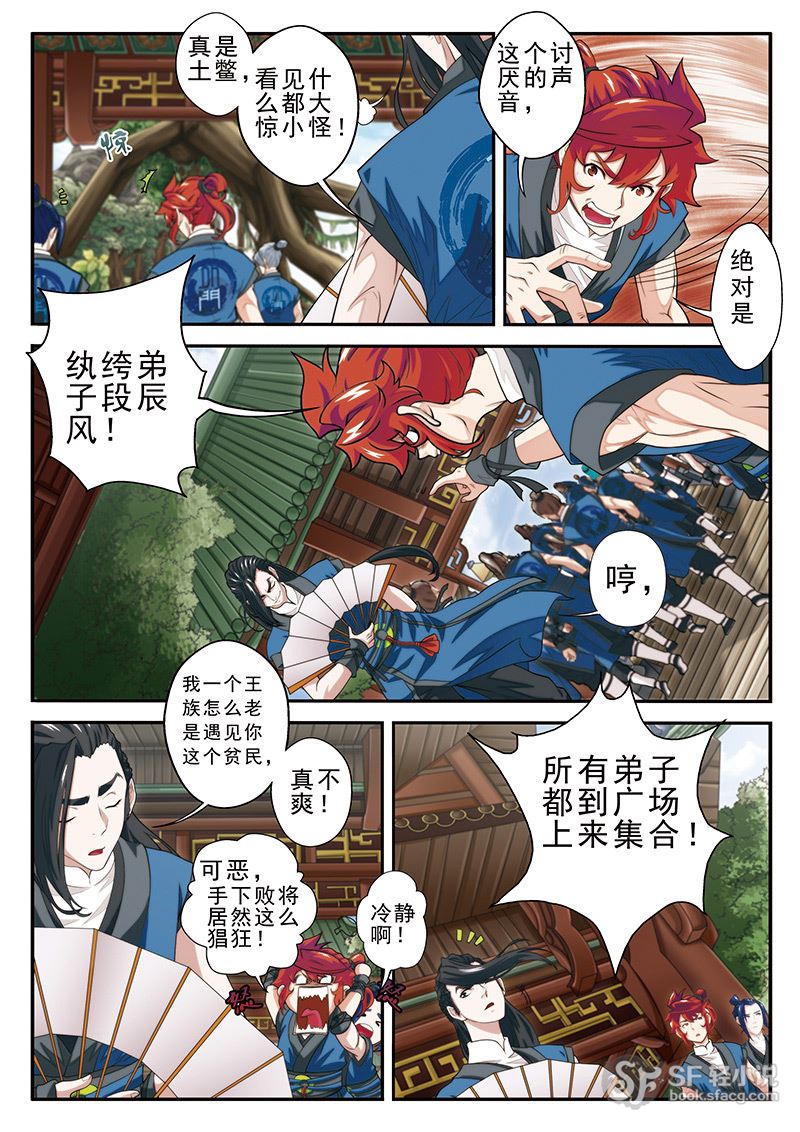 真是
土鳖，
看见什
么都大
惊小怪！
惊
这个讨
厌的声
音，
绝对
是
纨绔弟
子段辰
风！
哼，
我一个王
族怎么老
是遇见你
这个贫民，
真不
爽！
可恶，
手下败将
居然这么
猖狂！
冷静
啊！
所有弟子
都到广场
上来集合！
SF轻小说
book.sfacg.com